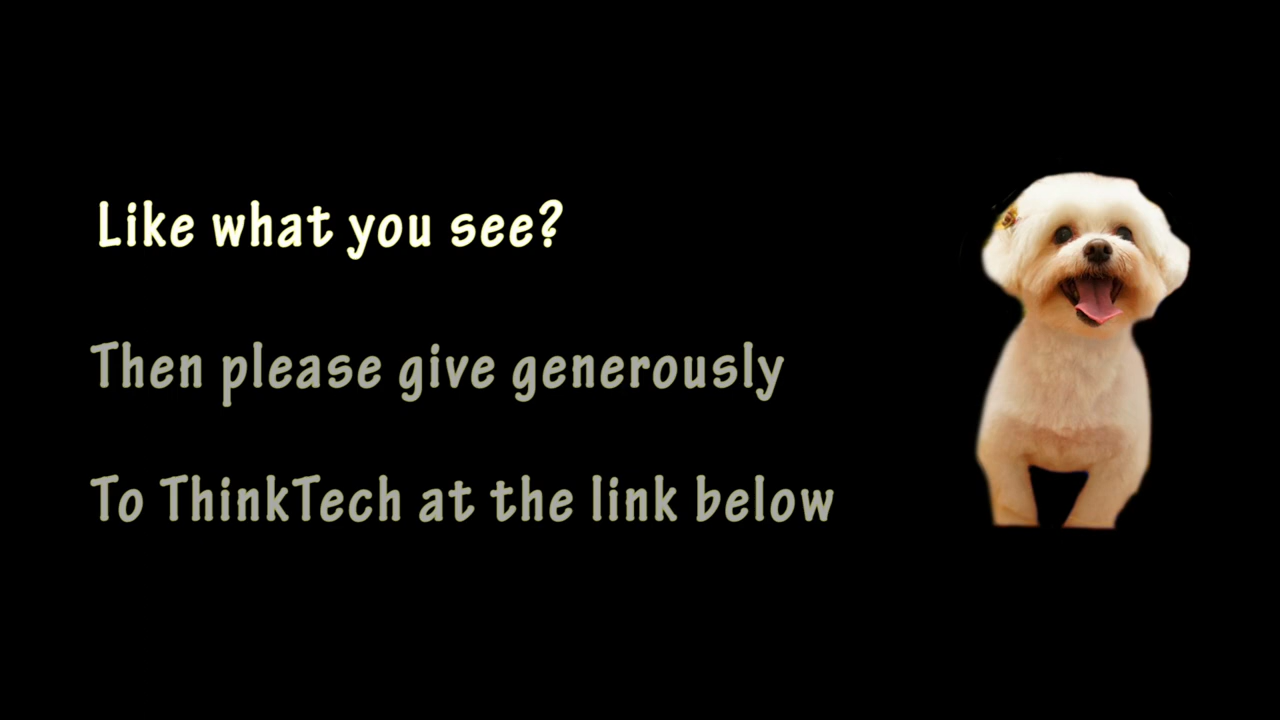 Like what you see?
Then please give generously
To ThinkTech at the link below